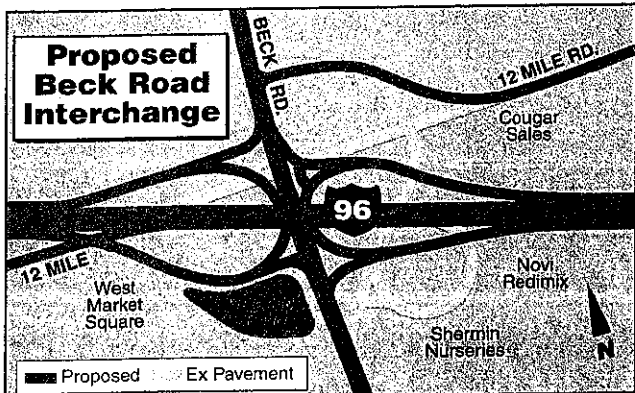 Proposed
Beck Road
Interchange
BECK RD.
12 MILE RD.
Cougar
Sales
96
12 MILE
West
Market
Square
Novi
Redimix
Shermin
Nurseries
N
Proposed Ex Pavement